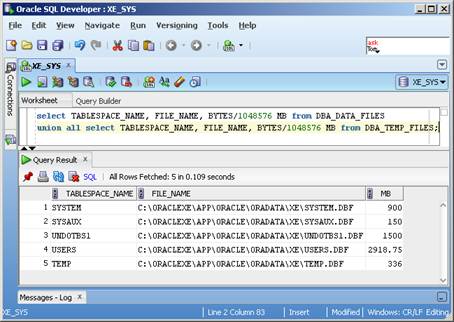 Oracle SQL Developer : XE_SYS
File Edit View Navigate Run Versioning Tools Help
ask
Tom
XE_SYS
XE_SYS
Connections
Worksheet Query Builder
select TABLESPACE_NAME, FILE_NAME, BYTES/1048576 MB from DBA_DATA_FILES
union all select TABLESPACE_NAME, FILE_NAME, BYTES/1048576 MB from DBA_TEMP_FILES;
Query Result
SQL All Rows Fetched: 5 in 0.109 seconds
TABLESPACE_NAME FILE_NAME MB
1 SYSTEM C:\ORACLEXE\APP\ORACLE\ORADATA\XE\SYSTEM.DBF 900
2 SYSAUX C:\ORACLEXE\APP\ORACLE\ORADATA\XE\SYSAUX.DBF 150
3 UNDOTBS1 C:\ORACLEXE\APP\ORACLE\ORADATA\XE\UNDOTBS1.DBF 1500
4 USERS C:\ORACLEXE\APP\ORACLE\ORADATA\XE\USERS.DBF 2918.75
5 TEMP C:\ORACLEXE\APP\ORACLE\ORADATA\XE\TEMP.DBF 336
Messages - Log
XE_SYS Line 2 Column 83 Insert Modified Windows: CR/LF Editing